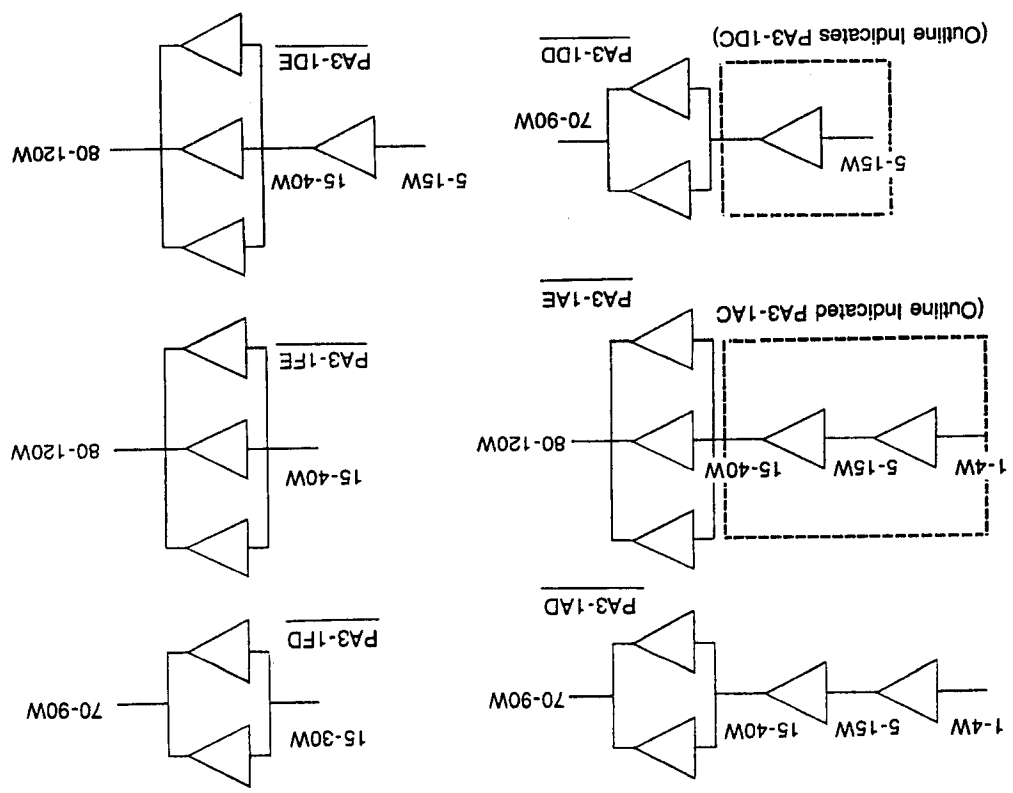 1-4W
5-15W
15-40W
70-90W
PA3-1AD
15-30W
70-90W
PA3-1FD
1-4W
5-15W
15-40W
80-120W
(Outline Indicated PA3-1AC
PA3-1AE
15-40W
80-120W
PA3-1FE
5-15W
70-90W
(Outline Indicates PA3-1DC)
PA3-1DD
5-15W
15-40W
80-120W
PA3-1DE